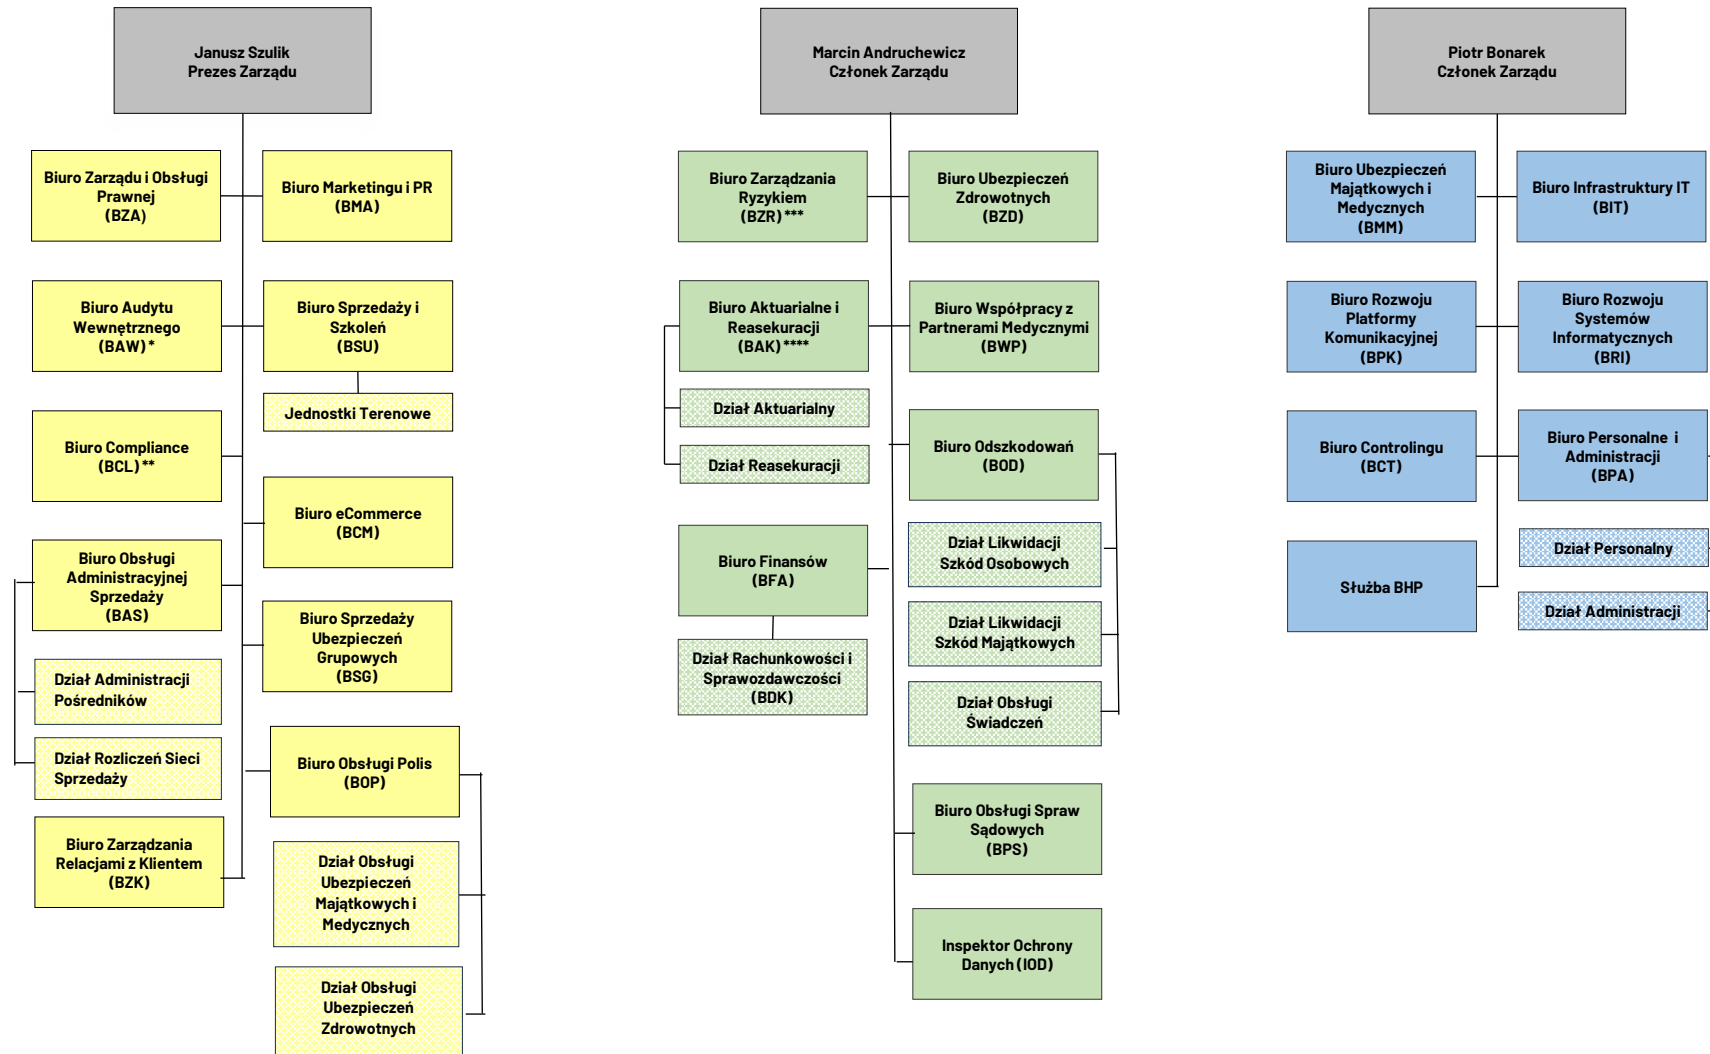 Janusz Szulik
Prezes Zarządu
Biuro Zarządu i Obsługi
Prawnej
(BZA)
Biuro Marketingu i PR
(BMA)
Biuro Audytu
Wewnętrznego
(BAW) *
Biuro Sprzedaży i
Szkoleń
(BSU)
Jednostki Terenowe
Biuro Compliance
(BCL) **
Biuro eCommerce
(BCM)
Biuro Obsługi
Administracyjnej
Sprzedaży
(BAS)
Biuro Sprzedaży
Ubezpieczeń
Grupowych
(BSG)
Dział Administracji
Pośredników
Dział Rozliczeń Sieci
Sprzedaży
Biuro Obsługi Polis
(BOP)
Biuro Zarządzania
Relacjami z Klientem
(BZK)
Dział Obsługi
Ubezpieczeń
Majątkowych i
Medycznych
Dział Obsługi
Ubezpieczeń
Zdrowotnych
Marcin Andruchewicz
Członek Zarządu
Biuro Zarządzania
Ryzykiem
(BZR) ***
Biuro Ubezpieczeń
Zdrowotnych
(BZD)
Biuro Aktuarialne i
Reasekuracji
(BAK) ****
Biuro Współpracy z
Partnerami Medycznymi
(BWP)
Dział Aktuarialny
Dział Reasekuracji
Biuro Odszkodowań
(BOD)
Biuro Finansów
(BFA)
Dział Likwidacji
Szkód Osobowych
Dział Likwidacji
Szkód Majątkowych
Dział Rachunkowości i
Sprawozdawczości
(BDK)
Dział Obsługi
Świadczeń
Biuro Obsługi Spraw
Sądowych
(BPS)
Inspektor Ochrony
Danych (IOD)
Piotr Bonarek
Członek Zarządu
Biuro Ubezpieczeń
Majątkowych i
Medycznych
(BMM)
Biuro Infrastruktury IT
(BIT)
Biuro Rozwoju
Platformy
Komunikacyjnej
(BPK)
Biuro Rozwoju
Systemów
Informatycznych
(BRI)
Biuro Controlingu
(BCT)
Biuro Personalne i
Administracji
(BPA)
Dział Personalny
Służba BHP
Dział Administracji